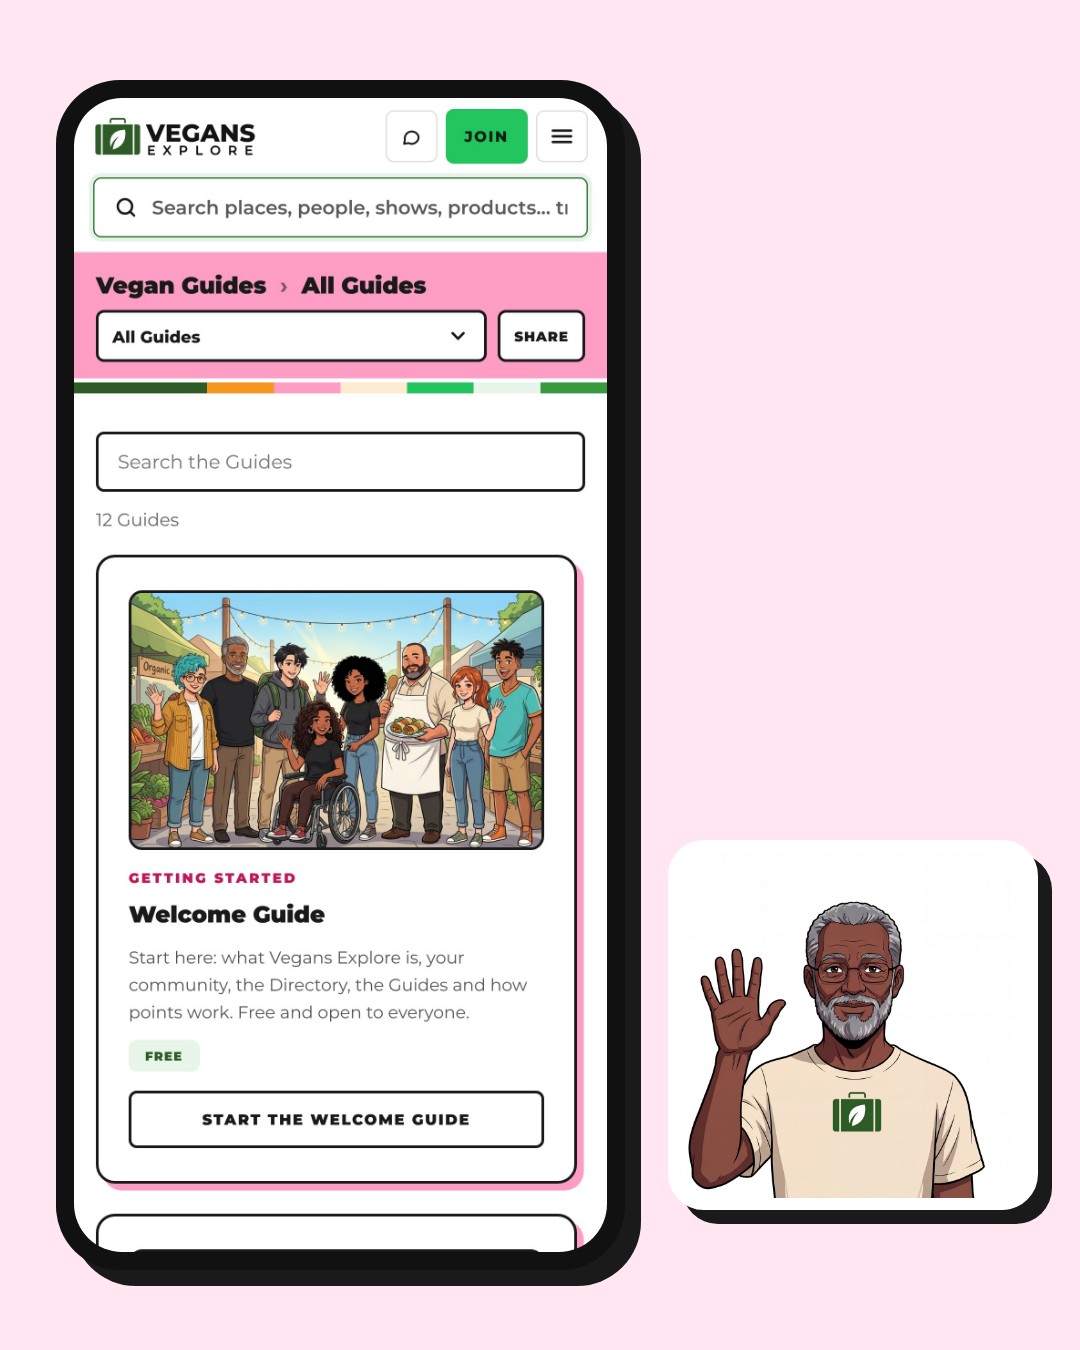 VEGANS
EXPLORE
JOIN
Search places, people, shows, products... tr
Vegan Guides › All Guides
All Guides
SHARE
Search the Guides
12 Guides
Organic
GETTING STARTED
Welcome Guide
Start here: what Vegans Explore is, your
community, the Directory, the Guides and how
points work. Free and open to everyone.
FREE
START THE WELCOME GUIDE